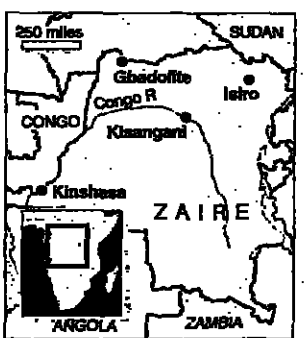 250 miles
SUDAN
Gbadolite
Isiro
Congo R
CONGO
Kisangani
Kinshasa
ZAIRE
ANGOLA
ZAMBIA